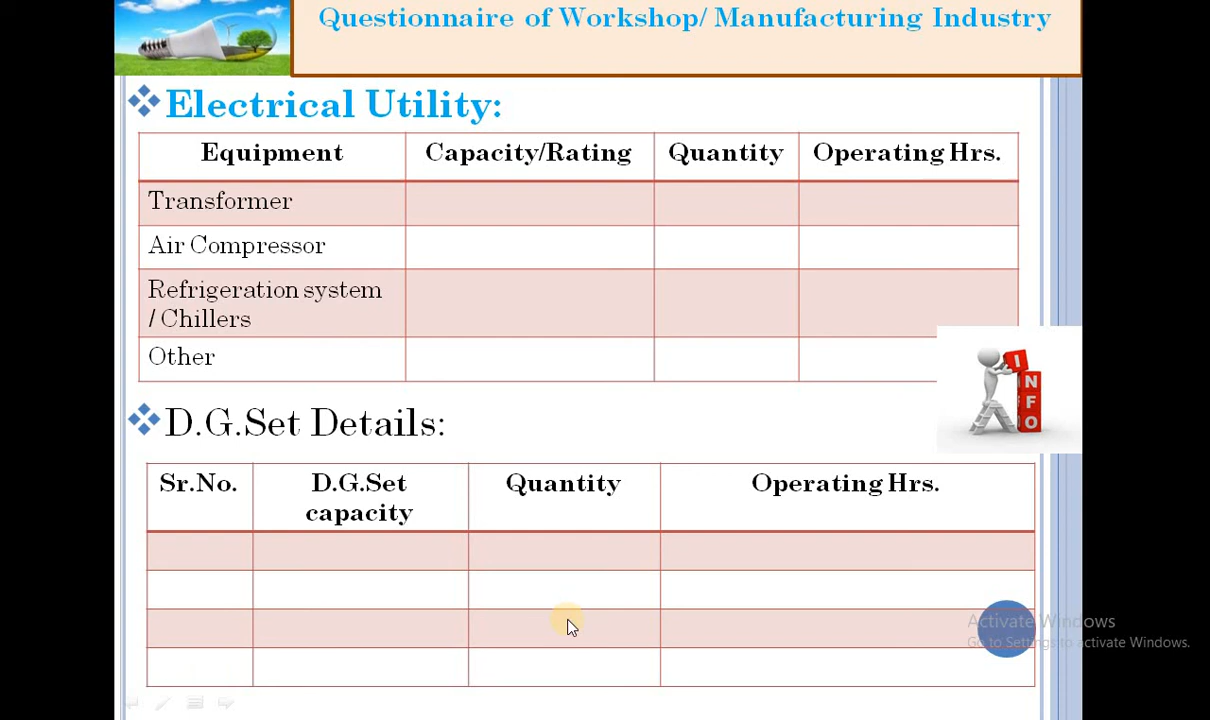 Questionnaire of Workshop/ Manufacturing Industry
Electrical Utility:
Equipment Capacity/Rating Quantity Operating Hrs.
Transformer
Air Compressor
Refrigeration system
/ Chillers
Other
I
N
F
O
D.G.Set Details:
Sr.No. D.G.Set Quantity Operating Hrs.
capacity
Activate Windows
Go to Settings to activate Windows.